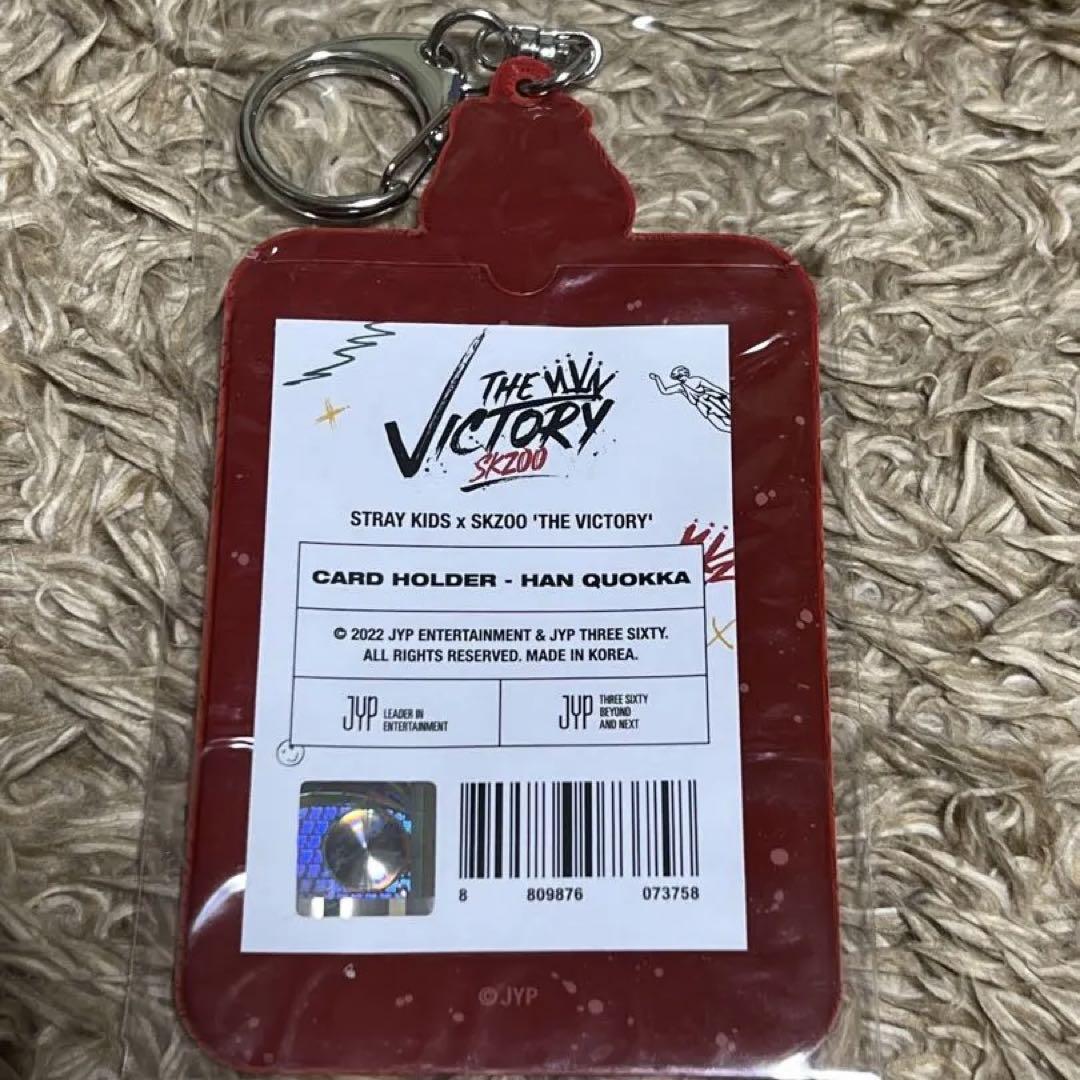 THE
VICTORY
SKZOO
STRAY KIDS x SKZOO 'THE VICTORY'
CARD HOLDER - HAN QUOKKA
© 2022 JYP ENTERTAINMENT & JYP THREE SIXTY.
ALL RIGHTS RESERVED. MADE IN KOREA.
JYP LEADER IN
ENTERTAINMENT
JYP THREE SIXTY
BEYOND
AND NEXT
8 809876 073758
©JYP